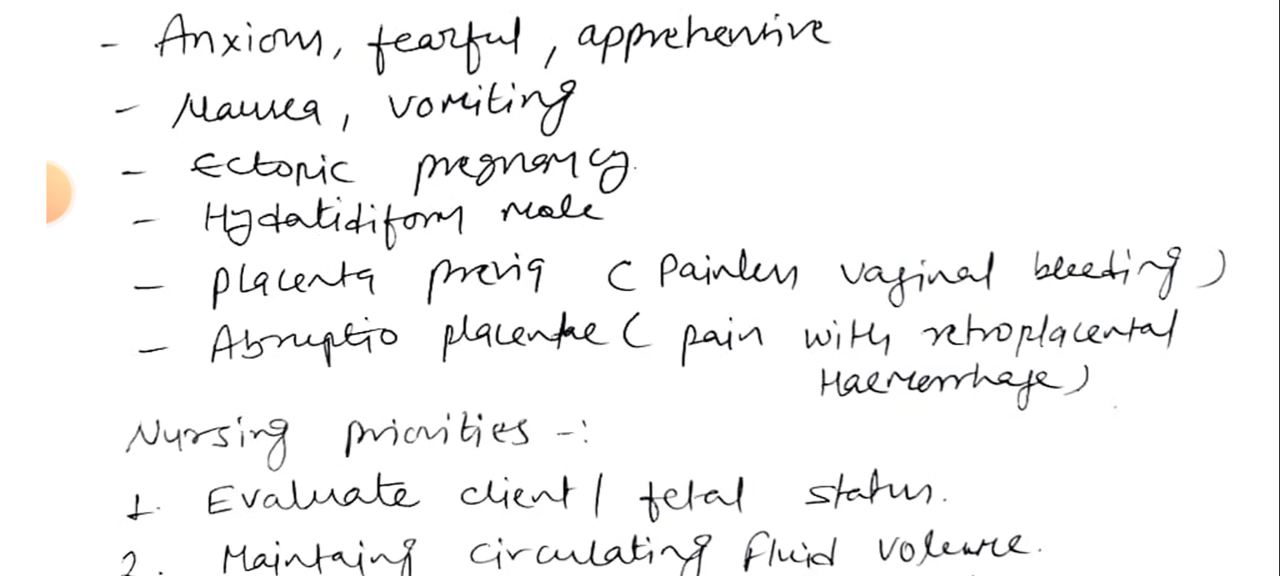 - Anxious, fearful, apprehensive
- Nausea, vomiting
- Ectopic pregnancy.
- Hydatidiform mole
- Placenta previa ( Painless vaginal bleeding )
- Abruptio placentae ( pain with retroplacental
Haemorrhage )
Nursing priorities -:
1. Evaluate client / fetal status.
2. Maintaing circulating fluid volume.